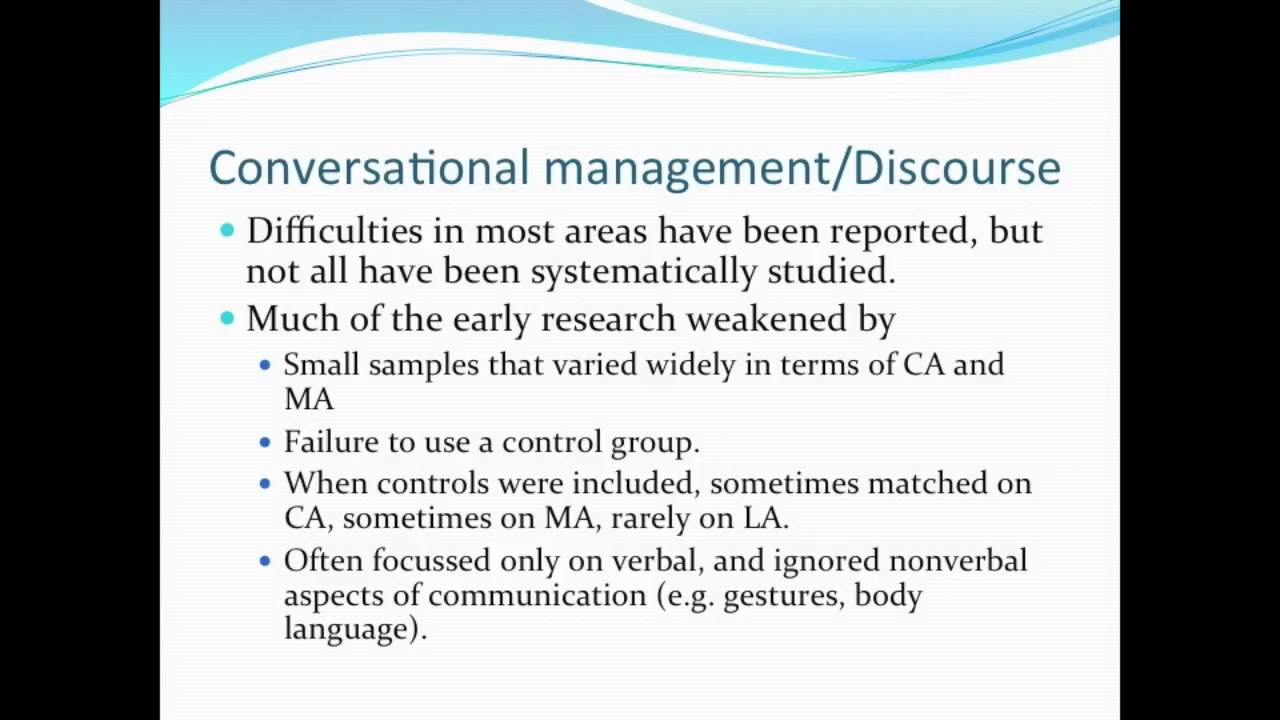 Conversational management/Discourse
• Difficulties in most areas have been reported, but
not all have been systematically studied.
• Much of the early research weakened by
• Small samples that varied widely in terms of CA and
MA
• Failure to use a control group.
• When controls were included, sometimes matched on
CA, sometimes on MA, rarely on LA.
• Often focussed only on verbal, and ignored nonverbal
aspects of communication (e.g. gestures, body
language).